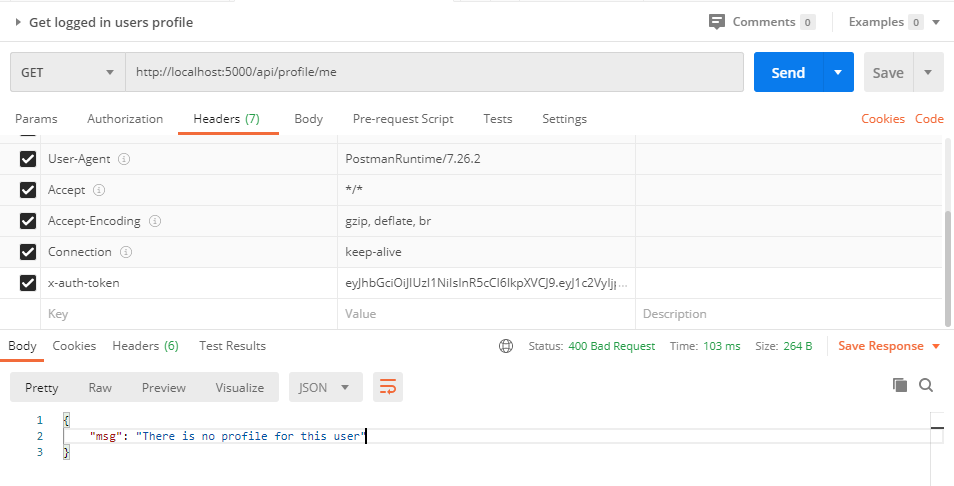 Get logged in users profile
Comments 0
Examples 0
GET
http://localhost:5000/api/profile/me
Send
Save
Params
Authorization
Headers (7)
Body
Pre-request Script
Tests
Settings
Cookies
Code
User-Agent
PostmanRuntime/7.26.2
Accept
*/*
Accept-Encoding
gzip, deflate, br
Connection
keep-alive
x-auth-token
Key
Value
Description
Body
Cookies
Headers (6)
Test Results
Status: 400 Bad Request
Time: 103 ms
Size: 264 B
Save Response
Pretty
Raw
Preview
Visualize
JSON
1 {
2 "msg": "There is no profile for this user"
3 }